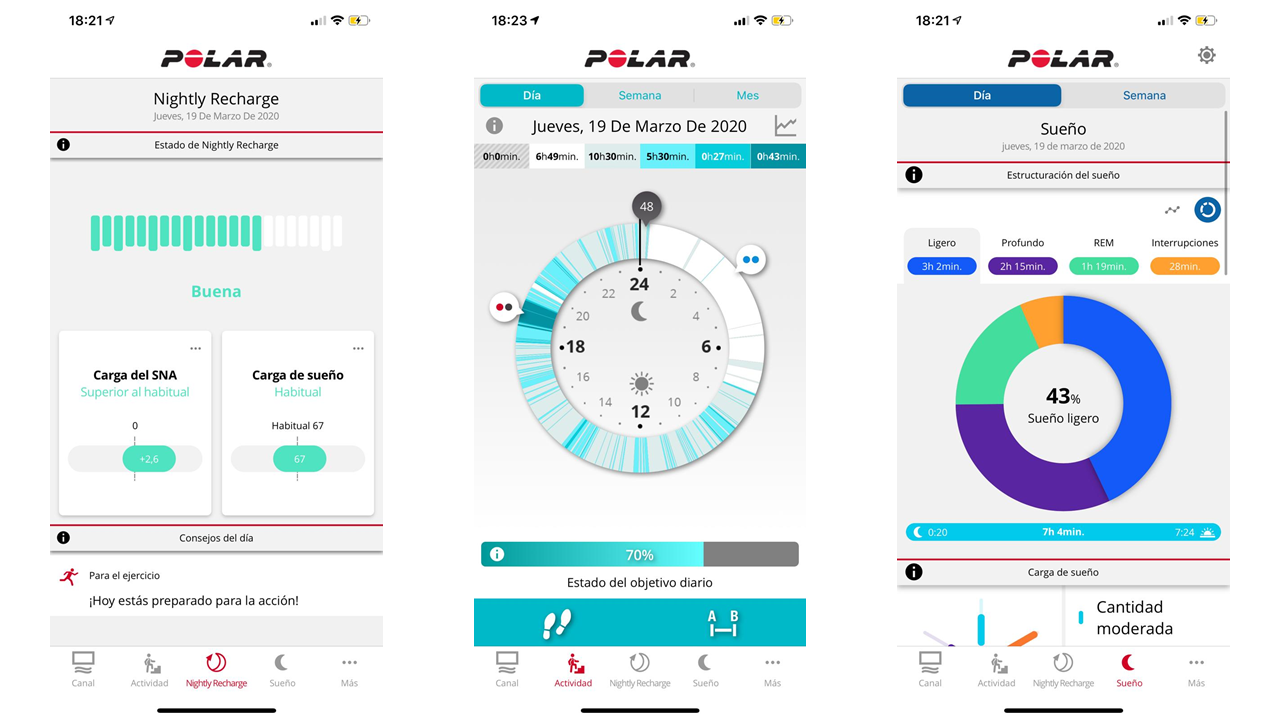 18:21
POLAR
Nightly Recharge
Jueves, 19 De Marzo De 2020
Estado de Nightly Recharge
Buena
Carga del SNA
Superior al habitual
0
+2,6
Carga de sueño
Habitual
Habitual 67
67
Consejos del día
Para el ejercicio
¡Hoy estás preparado para la acción!
Canal
Actividad
Nightly Recharge
Sueño
Más
18:23
POLAR
Día Semana Mes
Jueves, 19 De Marzo De 2020
0h0min. 6h49min. 10h30min. 5h30min. 0h27min. 0h43min.
48
24
22 2
20 4
18 6
16 8
14 10
12
70%
Estado del objetivo diario
A B
Canal
Actividad
Nightly Recharge
Sueño
Más
18:21
POLAR
Día Semana
Sueño
jueves, 19 de marzo de 2020
Estructuración del sueño
Ligero Profundo REM Interrupciones
3h 2min. 2h 15min. 1h 19min. 28min.
43%
Sueño ligero
0:20 7h 4min. 7:24
Carga de sueño
Cantidad
moderada
Canal
Actividad
Nightly Recharge
Sueño
Más